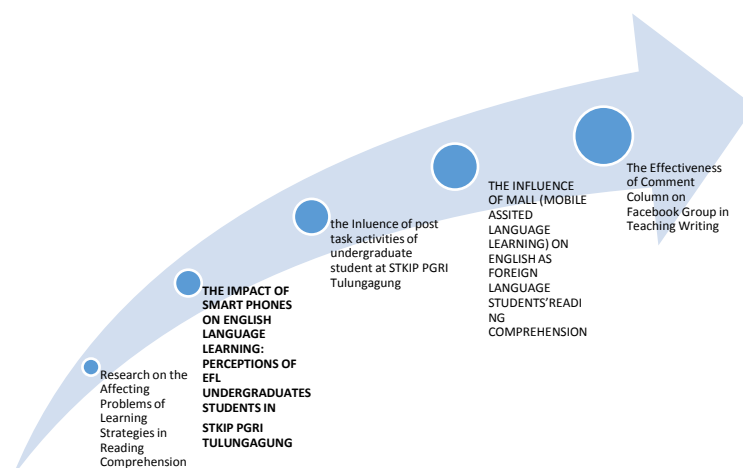 Research on the
Affecting
Problems of
Learning
Strategies in
Reading
Comprehension
THE IMPACT OF
SMART PHONES
ON ENGLISH
LANGUAGE
LEARNING:
PERCEPTIONS OF
EFL
UNDERGRADUATES
STUDENTS IN
STKIP PGRI
TULUNGAGUNG
the Inluence of post
task activities of
undergraduate
student at STKIP PGRI
Tulungagung
THE INFLUENCE
OF MALL (MOBILE
ASSITED
LANGUAGE
LEARNING) ON
ENGLISH AS
FOREIGN
LANGUAGE
STUDENTS’READI
NG
COMPREHENSION
The Effectiveness
of Comment
Column on
Facebook Group in
Teaching Writing